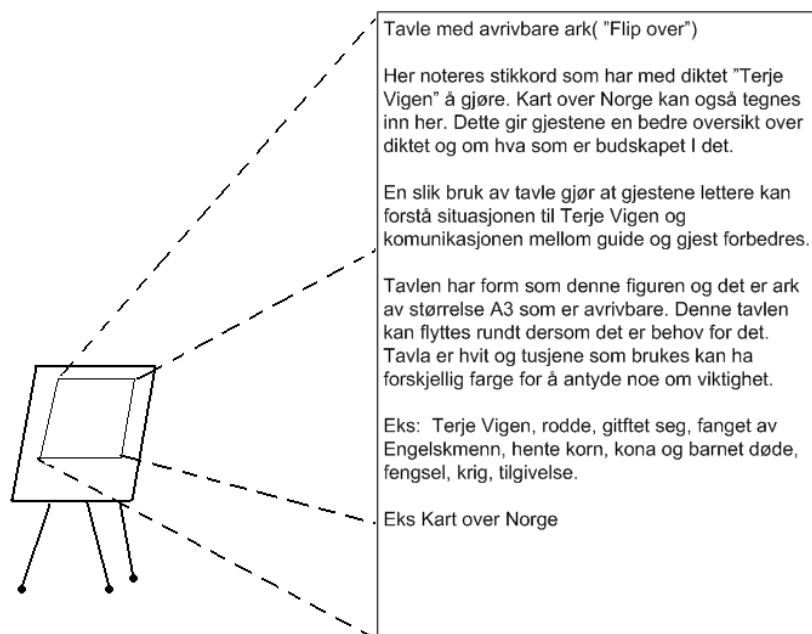 Tavle med avrivbare ark( ”Flip over”)
Her noteres stikkord som har med diktet ”Terje
Vigen” å gjøre. Kart over Norge kan også tegnes
inn her. Dette gir gjestene en bedre oversikt over
diktet og om hva som er budskapet I det.
En slik bruk av tavle gjør at gjestene lettere kan
forstå situasjonen til Terje Vigen og
komunikasjonen mellom guide og gjest forbedres.
Tavlen har form som denne figuren og det er ark
av størrelse A3 som er avrivbare. Denne tavlen
kan flyttes rundt dersom det er behov for det.
Tavla er hvit og tusjene som brukes kan ha
forskjellig farge for å antyde noe om viktighet.
Eks:  Terje Vigen, rodde, gitftet seg, fanget av
Engelskmenn, hente korn, kona og barnet døde,
fengsel, krig, tilgivelse.
Eks Kart over Norge